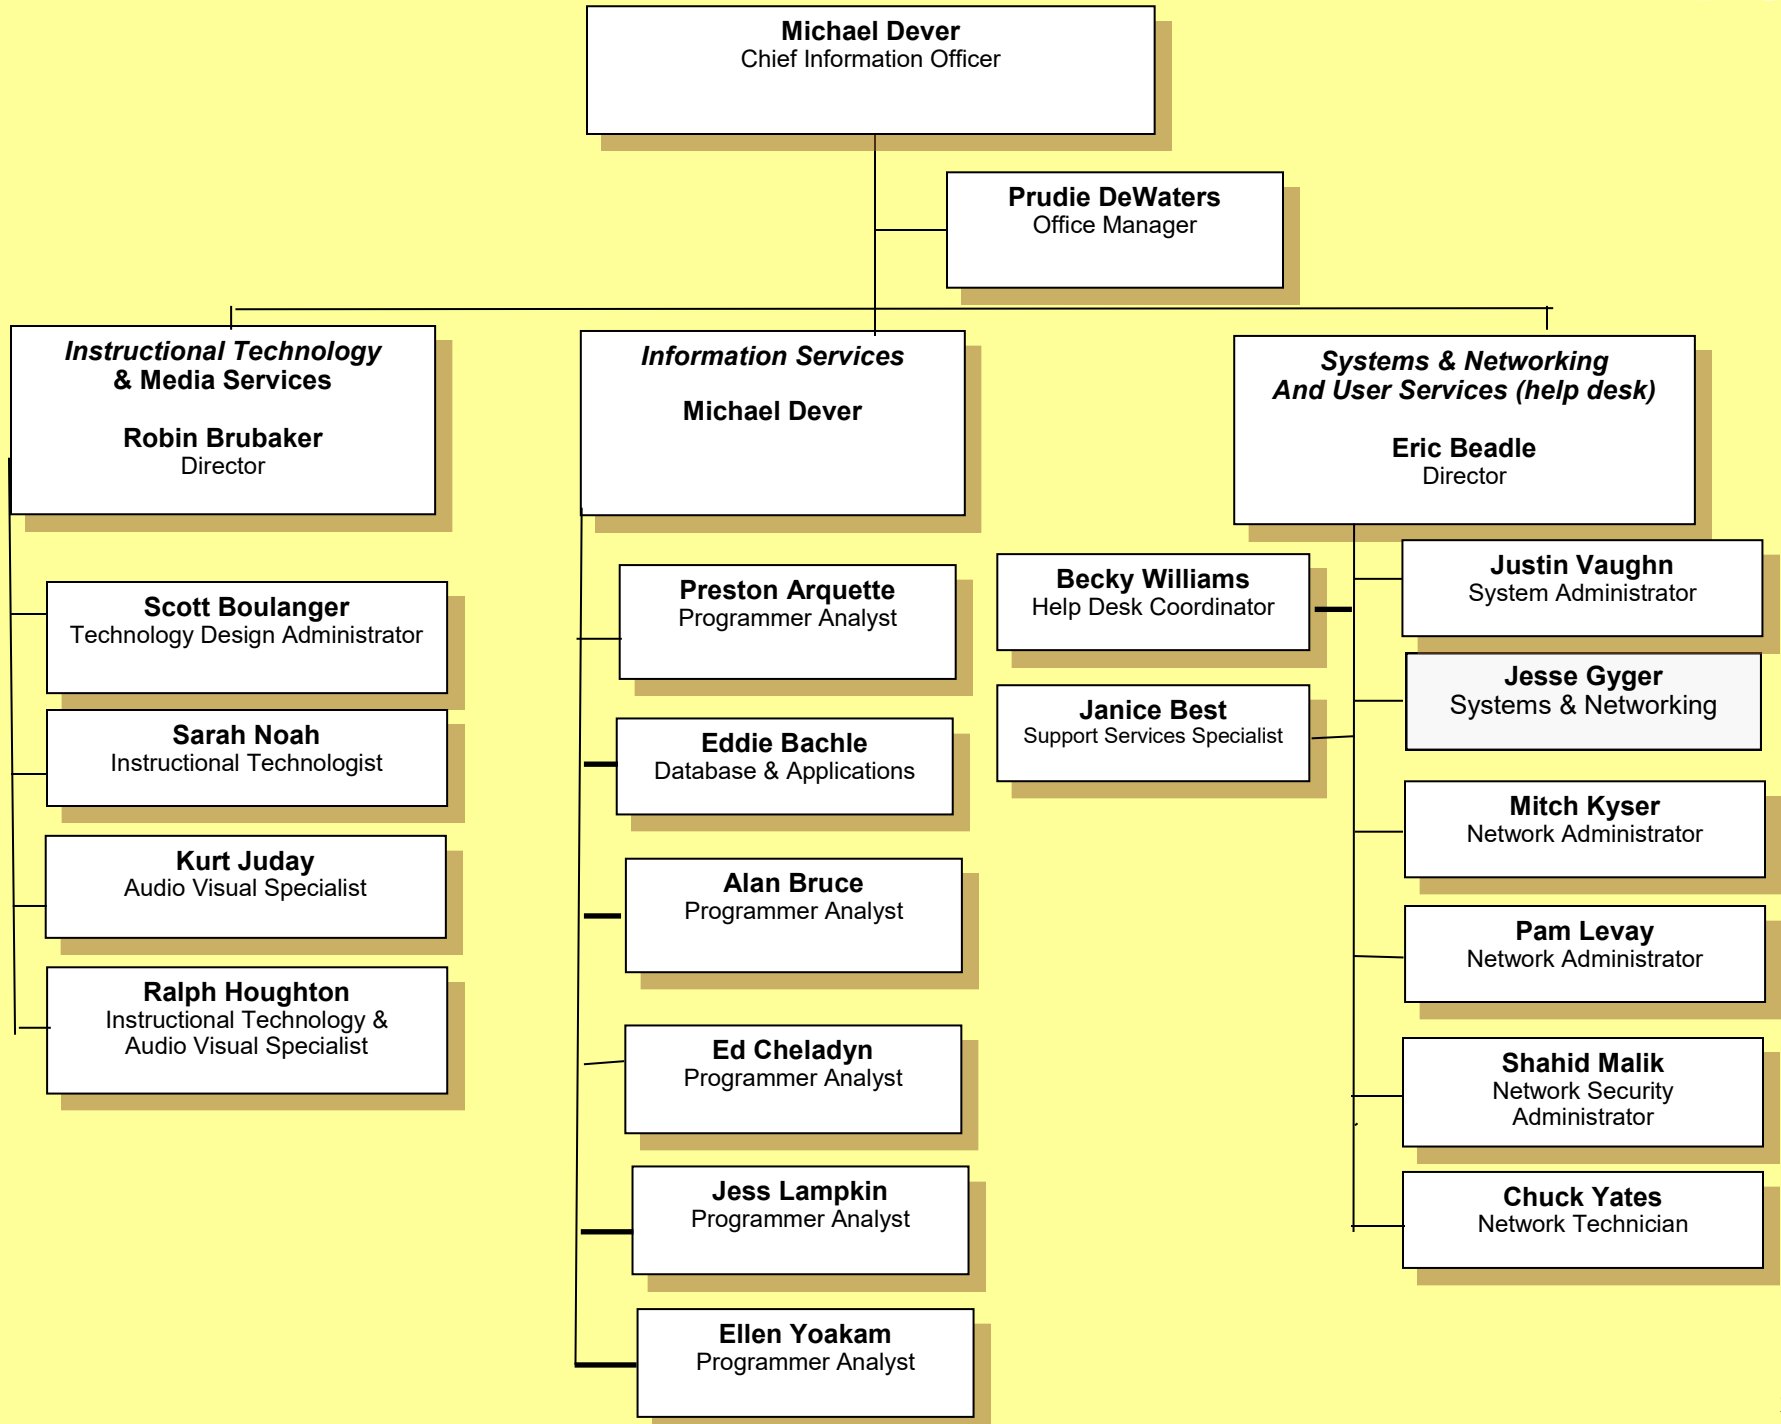 Michael Dever
Chief Information Officer
Prudie DeWaters
Office Manager
Instructional Technology
& Media Services
Robin Brubaker
Director
Scott Boulanger
Technology Design Administrator
Sarah Noah
Instructional Technologist
Kurt Juday
Audio Visual Specialist
Ralph Houghton
Instructional Technology &
Audio Visual Specialist
Information Services
Michael Dever
Preston Arquette
Programmer Analyst
Eddie Bachle
Database & Applications
Alan Bruce
Programmer Analyst
Ed Cheladyn
Programmer Analyst
Jess Lampkin
Programmer Analyst
Ellen Yoakam
Programmer Analyst
Systems & Networking
And User Services (help desk)
Eric Beadle
Director
Becky Williams
Help Desk Coordinator
Janice Best
Support Services Specialist
Justin Vaughn
System Administrator
Jesse Gyger
Systems & Networking
Mitch Kyser
Network Administrator
Pam Levay
Network Administrator
Shahid Malik
Network Security
Administrator
Chuck Yates
Network Technician